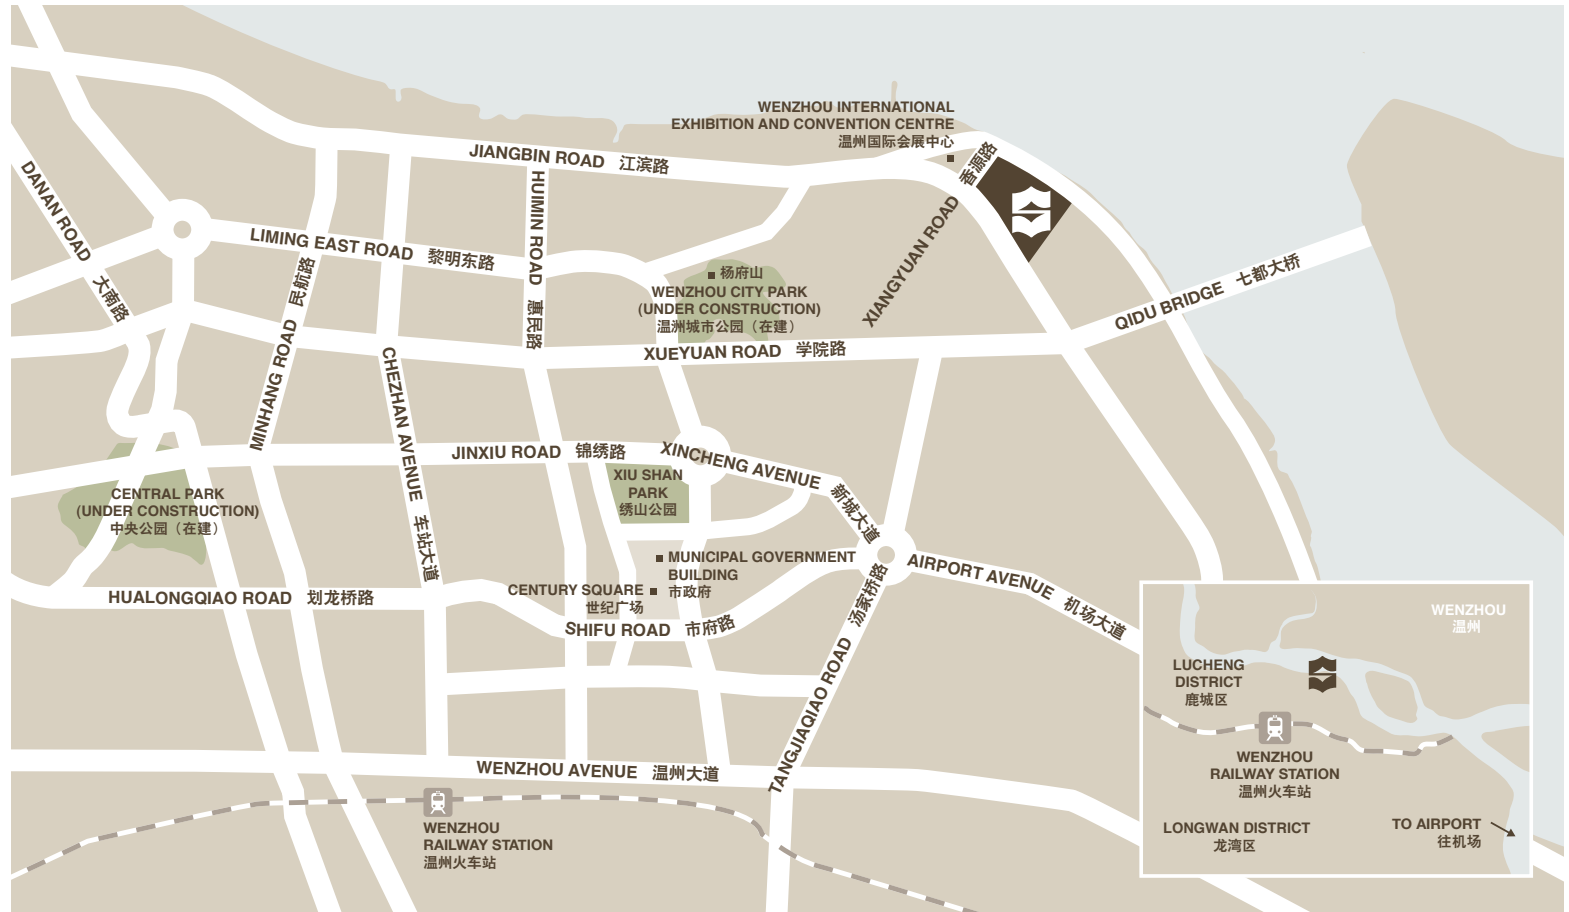 WENZHOU INTERNATIONAL
EXHIBITION AND CONVENTION CENTRE
温州国际会展中心
JIANGBIN ROAD 江滨路
香源路
XIANGYUAN ROAD
DANAN ROAD 大南路
HUIMIN ROAD 惠民路
LIMING EAST ROAD 黎明东路
MINHANG ROAD 民航路
杨府山
WENZHOU CITY PARK
(UNDER CONSTRUCTION)
温洲城市公园（在建）
QIDU BRIDGE 七都大桥
XUEYUAN ROAD 学院路
CHEZHAN AVENUE 车站大道
JINXIU ROAD 锦绣路
XINCHENG AVENUE 新城大道
XIU SHAN
PARK
绣山公园
CENTRAL PARK
(UNDER CONSTRUCTION)
中央公园（在建）
MUNICIPAL GOVERNMENT
BUILDING
市政府
CENTURY SQUARE
世纪广场
AIRPORT AVENUE 机场大道
HUALONGQIAO ROAD 划龙桥路
SHIFU ROAD 市府路
TANGJIAQIAO ROAD 汤家桥路
WENZHOU AVENUE 温州大道
WENZHOU
RAILWAY STATION
温州火车站
WENZHOU
温州
LUCHENG
DISTRICT
鹿城区
WENZHOU
RAILWAY STATION
温州火车站
LONGWAN DISTRICT
龙湾区
TO AIRPORT
往机场